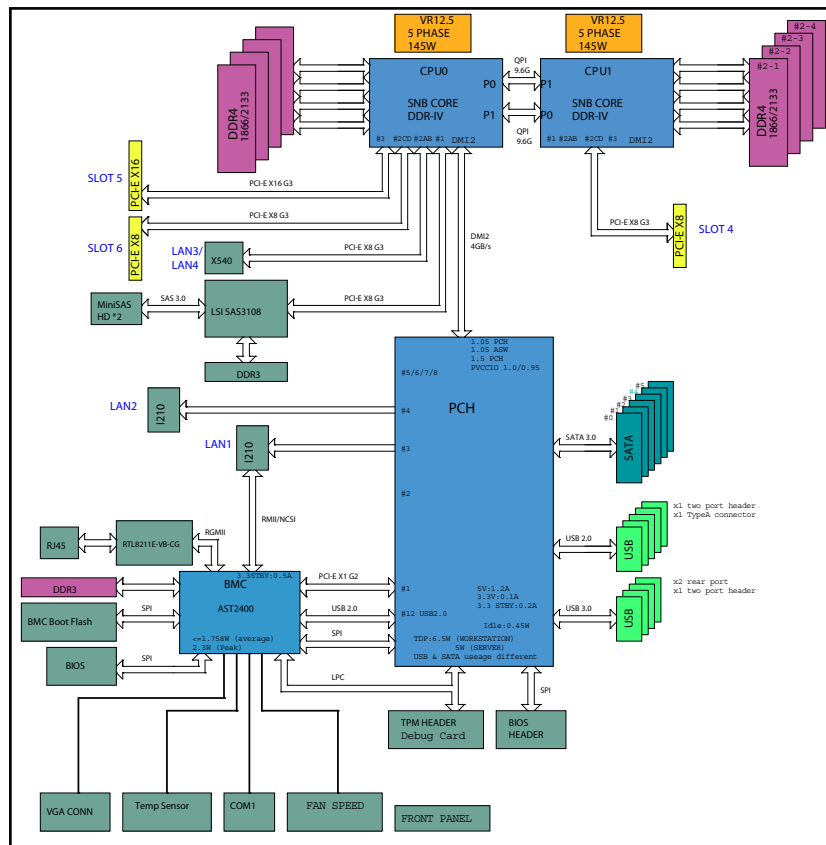 VR12.5
5 PHASE
145W
VR12.5
5 PHASE
145W
#2-4
#2-3
#2-2
#2-1
DDR4
1866/2133
CPU0
P0
SNB CORE
DDR-IV
P1
#3 #2CD #2AB #1 DMI2
QPI
9.6G
QPI
9.6G
CPU1
P1
SNB CORE
DDR-IV
P0
#1 #2AB #2CD #3 DMI2
DDR4
1866/2133
SLOT 5
PCI-E X16
PCI-E X16 G3
SLOT 6
PCI-E X8
PCI-E X8 G3
PCI-E X8 G3
PCI-E X8
SLOT 4
LAN3/
LAN4
X540
PCI-E X8 G3
DMI2
4GB/s
MiniSAS
HD *2
SAS 3.0
LSI SAS3108
PCI-E X8 G3
DDR3
1.05 PCH
1.05 ASW
1.5 PCH
PVCCIO 1.0/0.95
#5/6/7/8
PCH
LAN2
I210
#4
LAN1
I210
#3
#2
SATA 3.0
#5
#4
#3
#2
#1
#0
SATA
RMII/NCSI
x1 two port header
x1 TypeA connector
USB 2.0
USB
RJ45
RTL8211E-VB-CG
RGMII
3.3STBY:0.5A
BMC
AST2400
<=1.758W (average)
2.3W (Peak)
DDR3
BMC Boot Flash
SPI
BIOS
SPI
PCI-E X1 G2
#1
USB 2.0
#12 USB2.0
SPI
LPC
5V:1.2A
3.3V:0.1A
3.3 STBY:0.2A
Idle:0.45W
TDP:6.5W (WORKSTATION)
5W (SERVER)
USB & SATA useage different
USB 3.0
USB
x2 rear port
x1 two port header
SPI
TPM HEADER
Debug Card
BIOS
HEADER
VGA CONN
Temp Sensor
COM1
FAN SPEED
FRONT PANEL